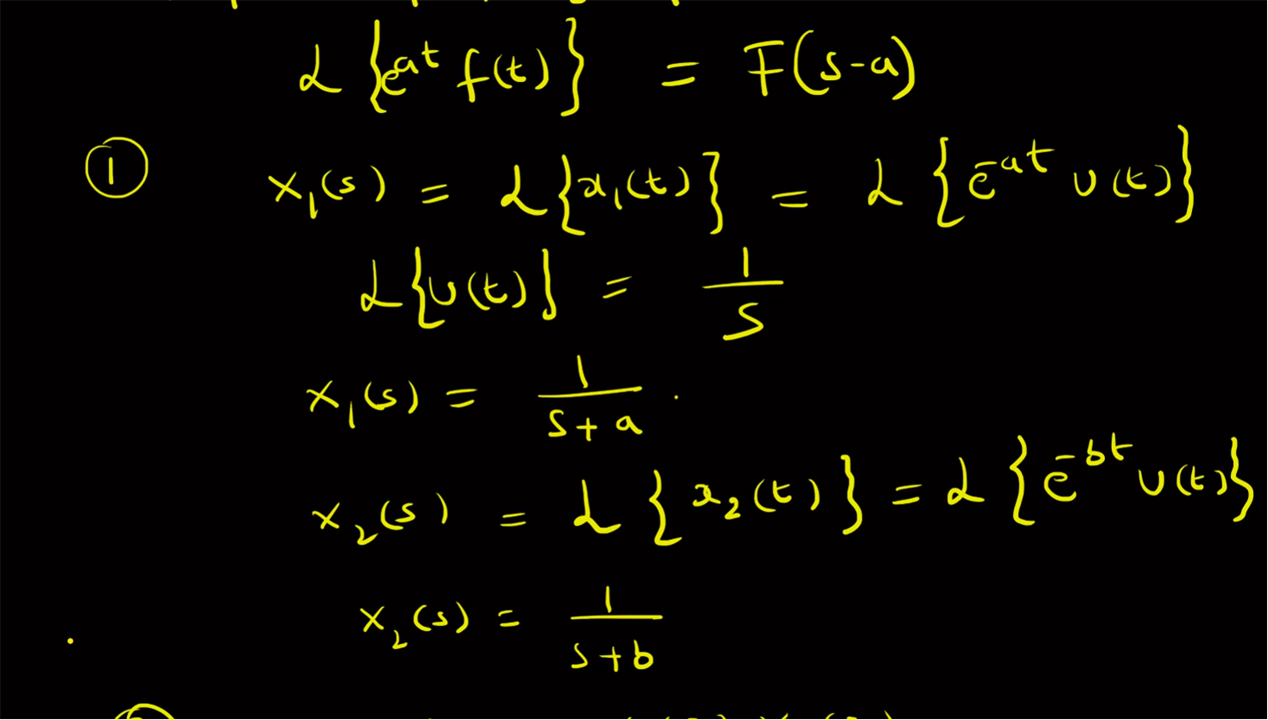 ℒ{e^{at} f(t)} = F(s-a)
① X₁(s) = ℒ{x₁(t)} = ℒ{e^{-at} u(t)}
ℒ{u(t)} = 1/s
X₁(s) = 1/(s+a) .
X₂(s) = ℒ{x₂(t)} = ℒ{e^{-bt} u(t)}
X₂(s) = 1/(s+b)